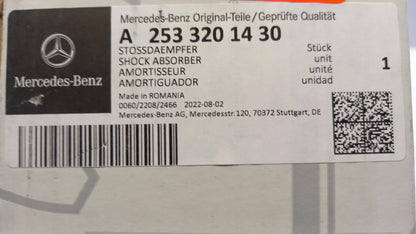 Mercedes-Benz Original-Teile/Geprüfte Qualität
A 253 320 14 30
STOSSDAEMPFER Stück
SHOCK ABSORBER unit 1
AMORTISSEUR unité
AMORTIGUADOR unidad
Made in ROMANIA
0060/2208/2466 2022-08-02
Mercedes-Benz AG, Mercedesstr.120, 70372 Stuttgart, DE
Mercedes-Benz